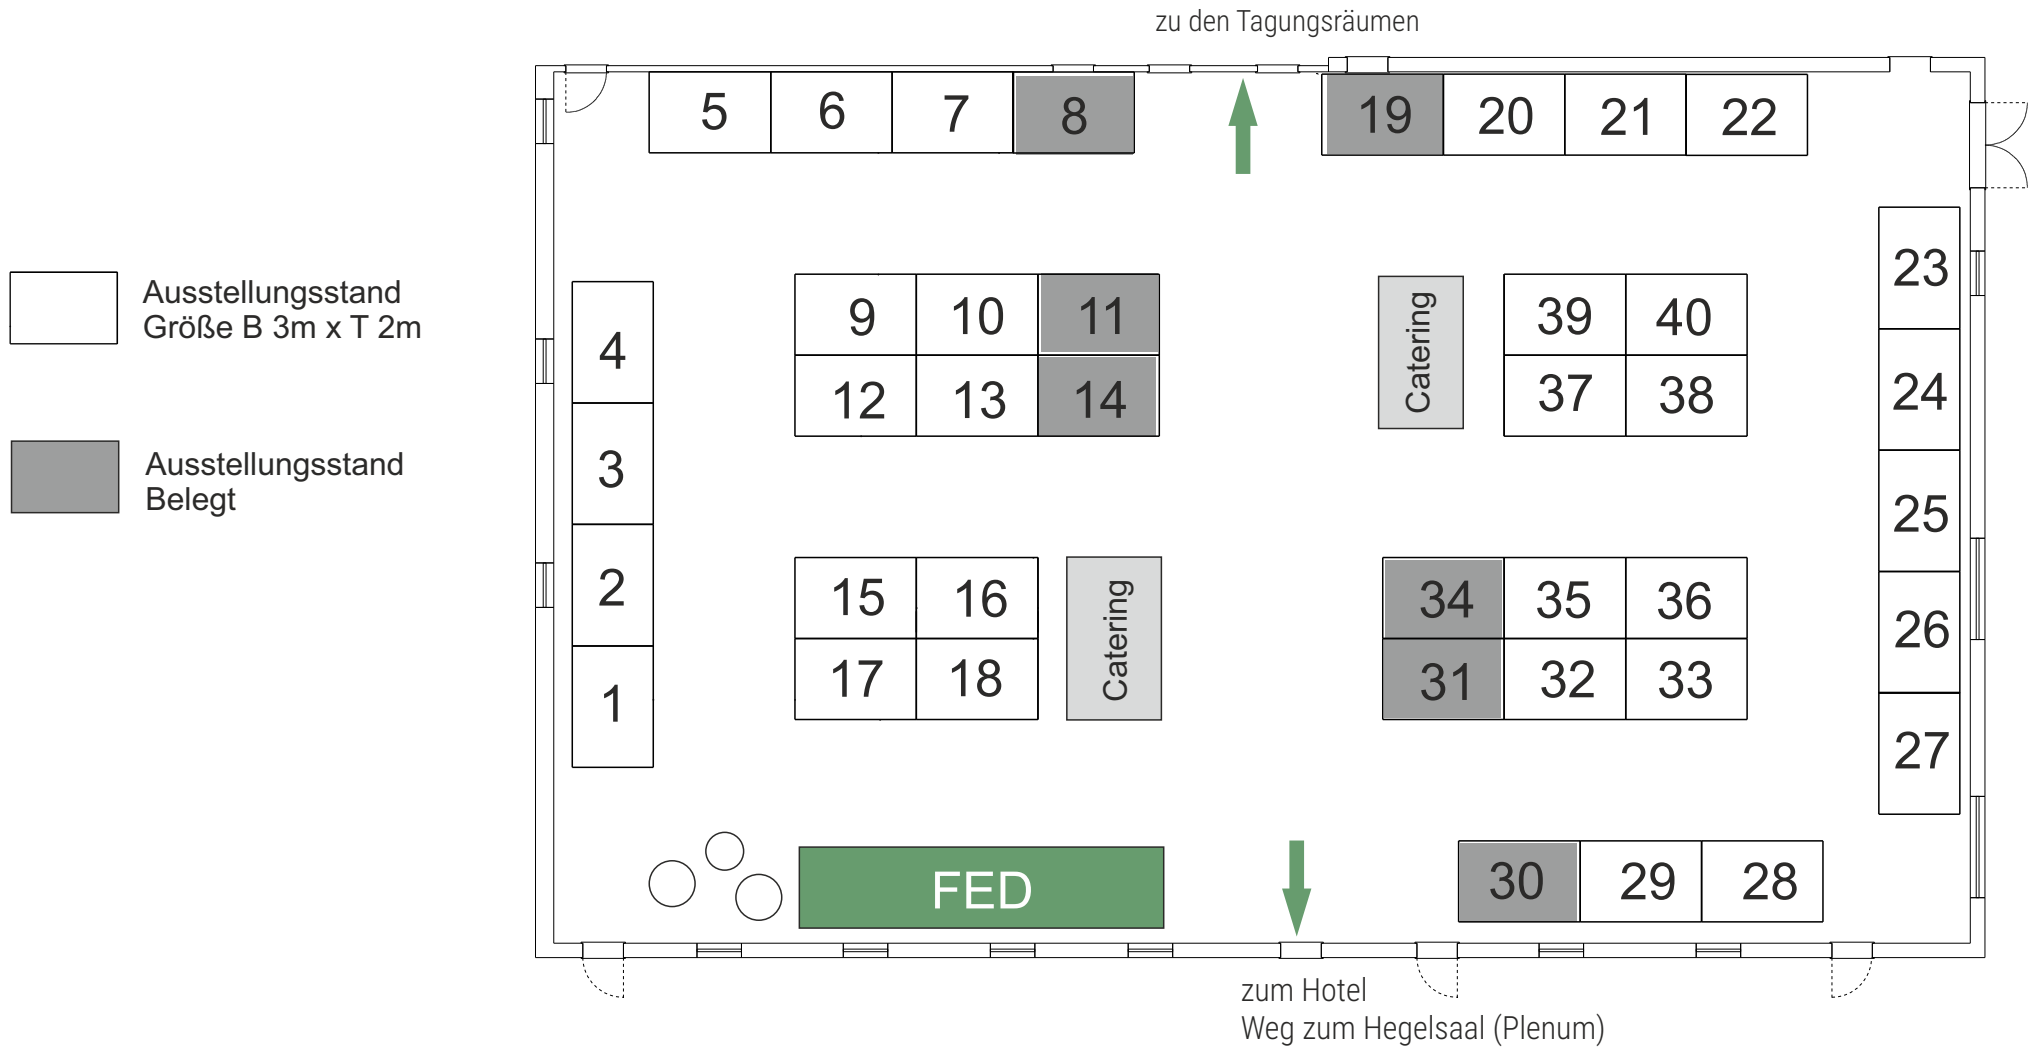 zu den Tagungsräumen
5 6 7 8 19 20 21 22
Ausstellungsstand
Größe B 3m x T 2m
Ausstellungsstand
Belegt
4
3
2
1
9 10 11
12 13 14
Catering
39 40
37 38
23
24
25
26
27
15 16
17 18
Catering
34 35 36
31 32 33
FED
30 29 28
zum Hotel
Weg zum Hegelsaal (Plenum)